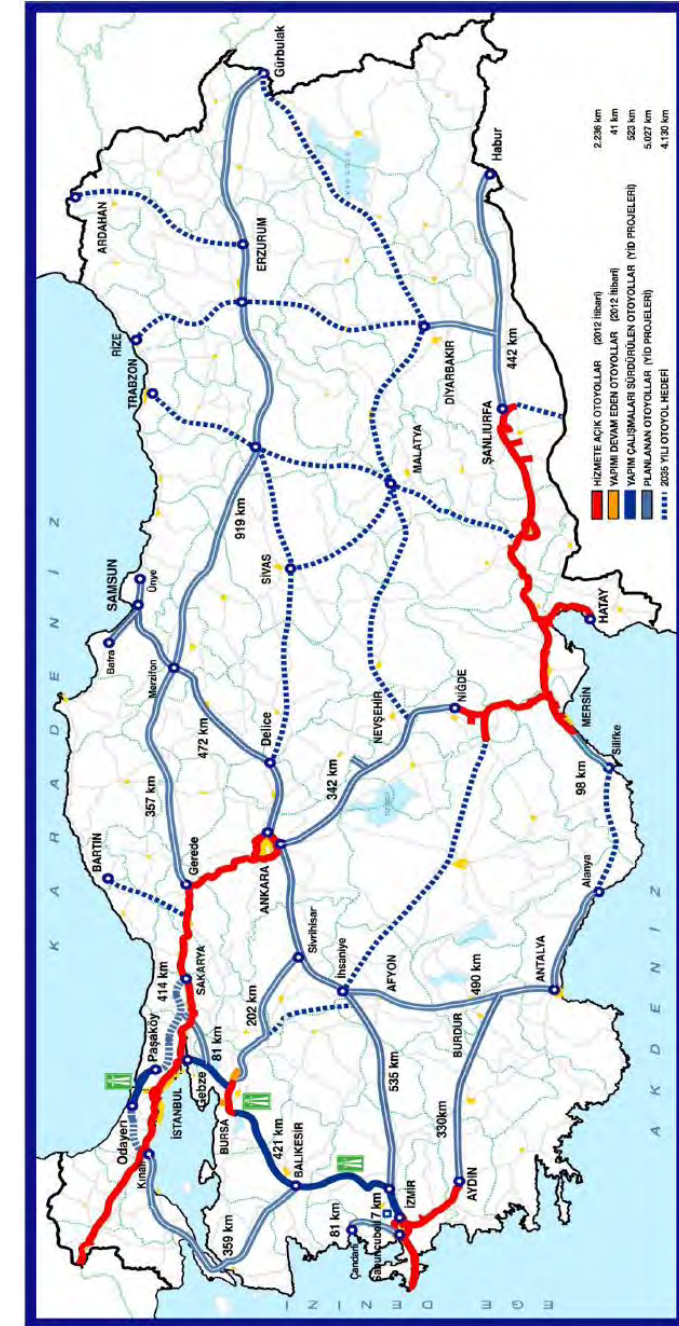 K A R A D E N İ Z
Gürbulak
ARDAHAN
ERZURUM
RİZE
TRABZON
Habur
DİYARBAKIR
442 km
ŞANLIURFA
MALATYA
919 km
SİVAS
SAMSUN
Ünye
Bafra
Merzifon
472 km
Delice
357 km
NEVŞEHİR
NİĞDE
342 km
HATAY
MERSİN
Silifke
98 km
Alanya
BARTIN
Gerede
ANKARA
Sivrihisar
İhsaniye
AFYON
490 km
ANTALYA
BURDUR
414 km
SAKARYA
202 km
Paşaköy
Odayeri
81 km
Gebze
İSTANBUL
Kınalı
BURSA
421 km
BALIKESİR
535 km
330km
AYDIN
359 km
İZMİR
7 km
Sabuncubeli
81 km
Çandarlı
E G E D E N İ Z İ
A K D E N İ Z
HİZMETE AÇIK OTOYOLLAR (2012 itibari) 2.236 km
YAPIMI DEVAM EDEN OTOYOLLAR (2012 itibari) 41 km
YAPIM ÇALIŞMALARI SÜRDÜRÜLEN OTOYOLLAR (YİD PROJELERİ) 523 km
PLANLANAN OTOYOLLAR (YİD PROJELERİ) 5.027 km
2035 YILI OTOYOL HEDEFİ 4.130 km